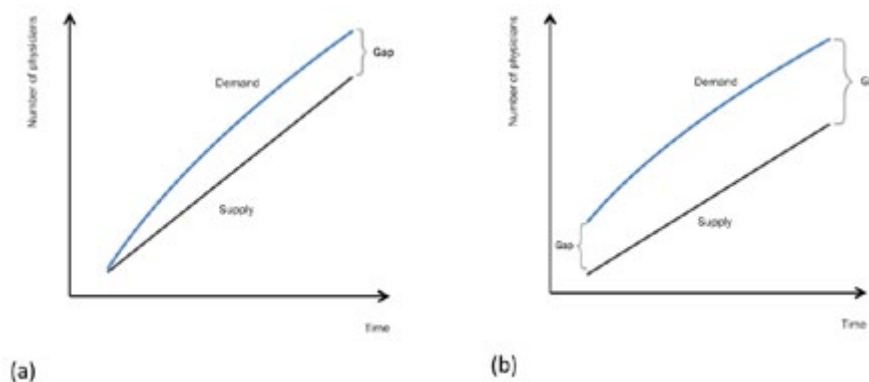 Number of physicians
Demand
Gap
Supply
Time
(a)
Number of physicians
Demand
G
Gap
Supply
Time
(b)